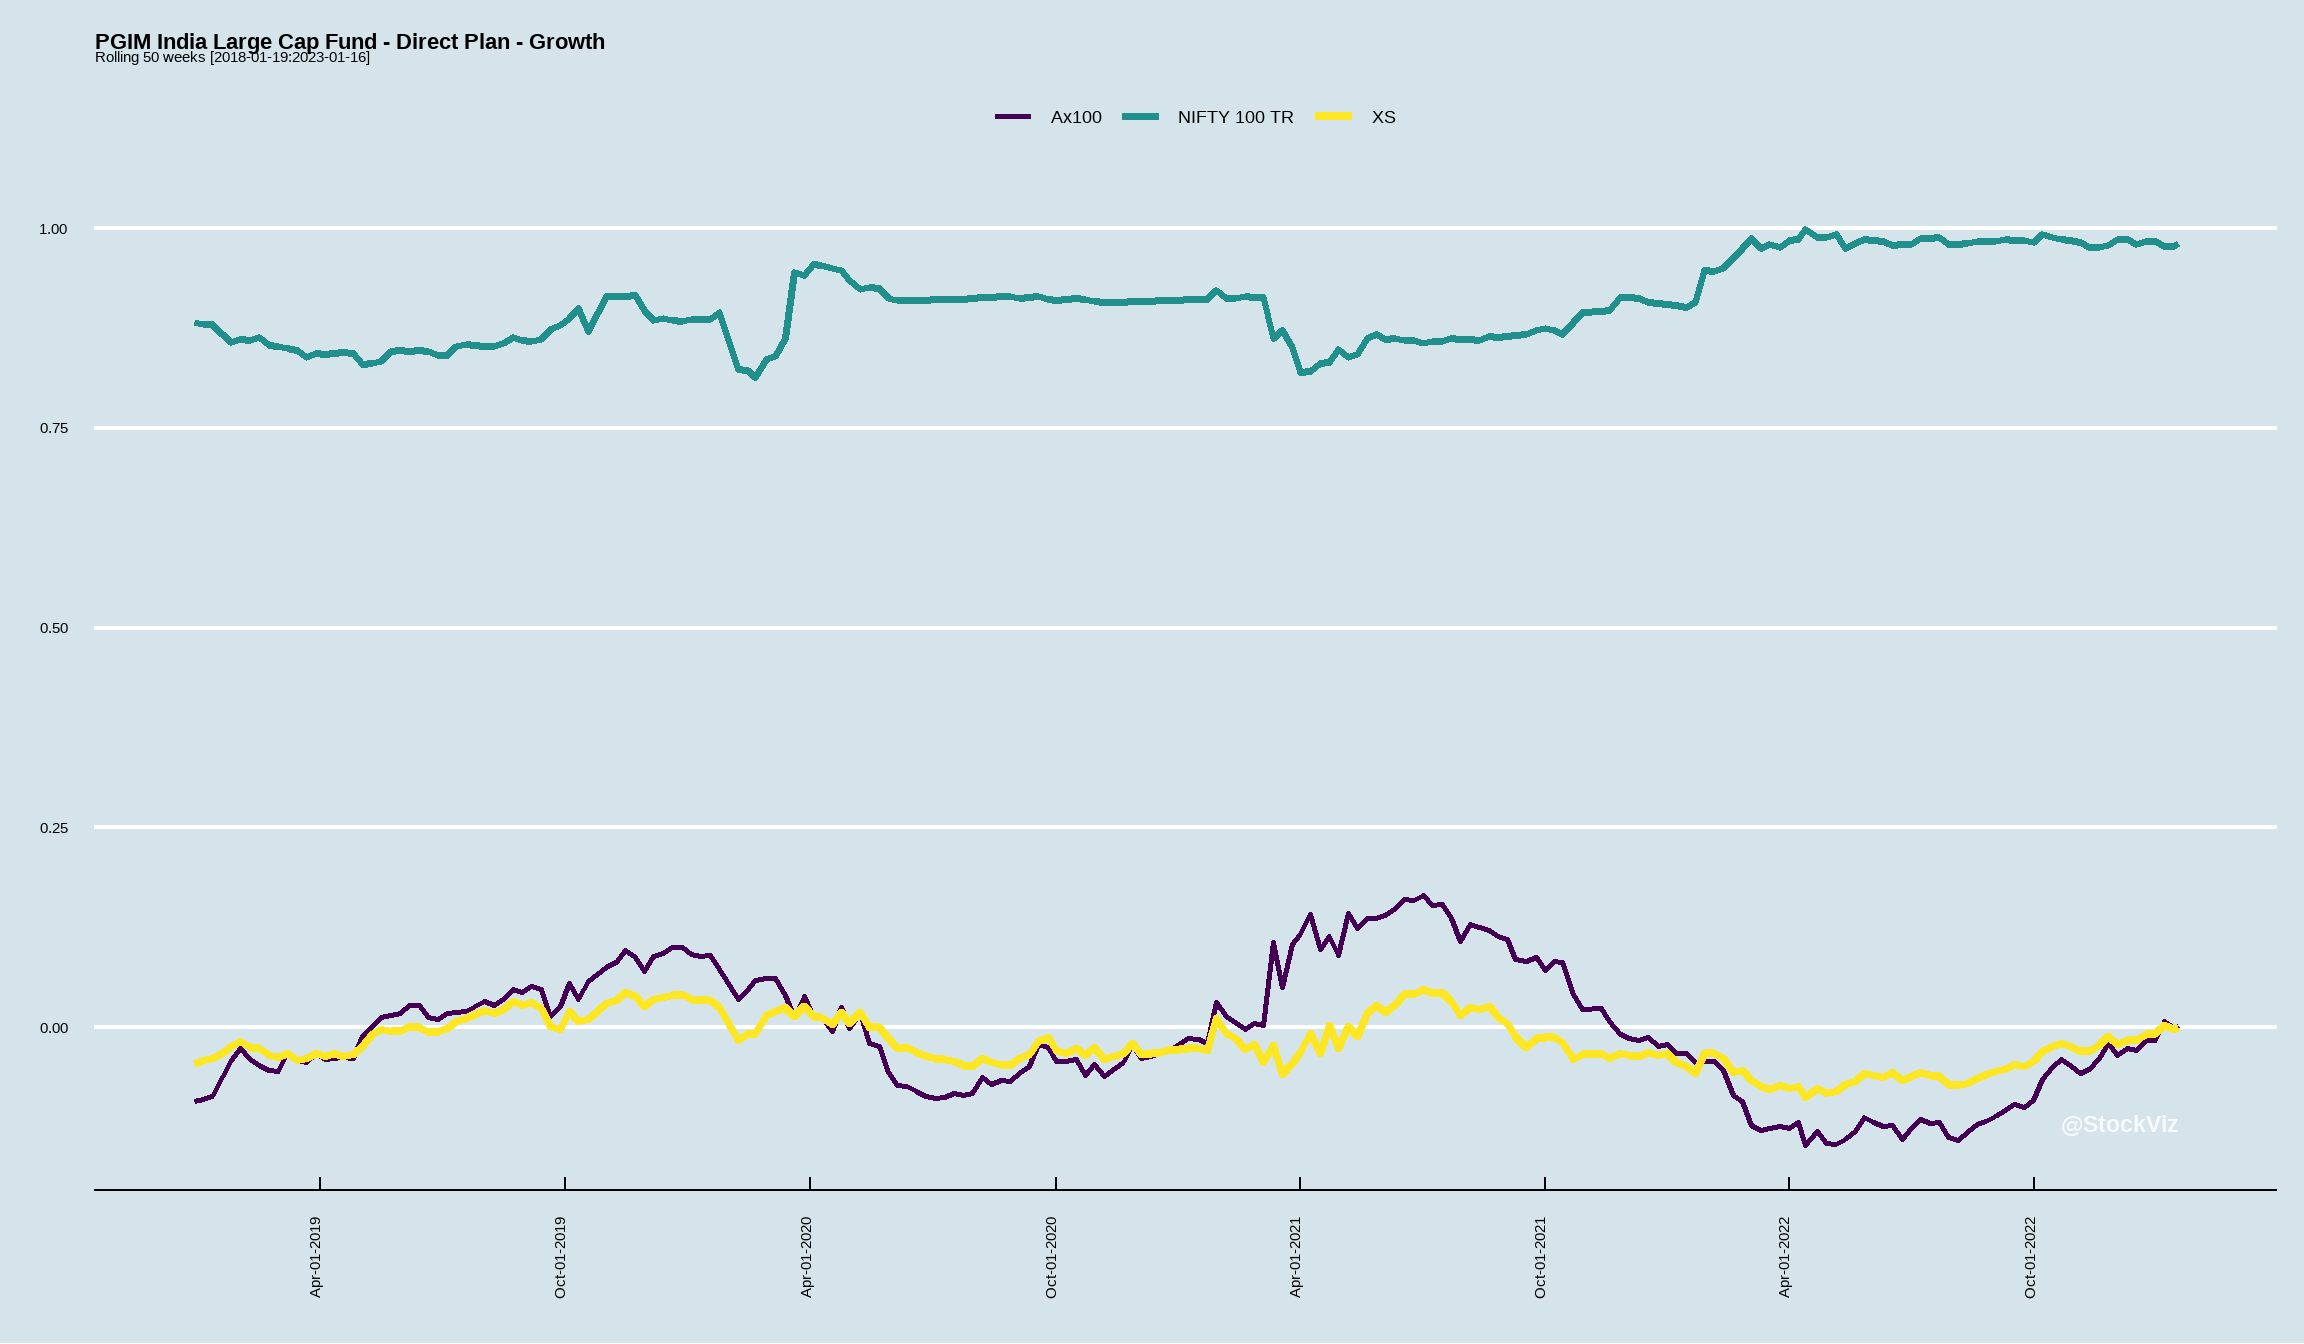 PGIM India Large Cap Fund - Direct Plan - Growth
Rolling 50 weeks [2018-01-19:2023-01-16]
Ax100 NIFTY 100 TR XS
1.00
0.75
0.50
0.25
0.00
@StockViz
Apr-01-2019 Oct-01-2019 Apr-01-2020 Oct-01-2020 Apr-01-2021 Oct-01-2021 Apr-01-2022 Oct-01-2022